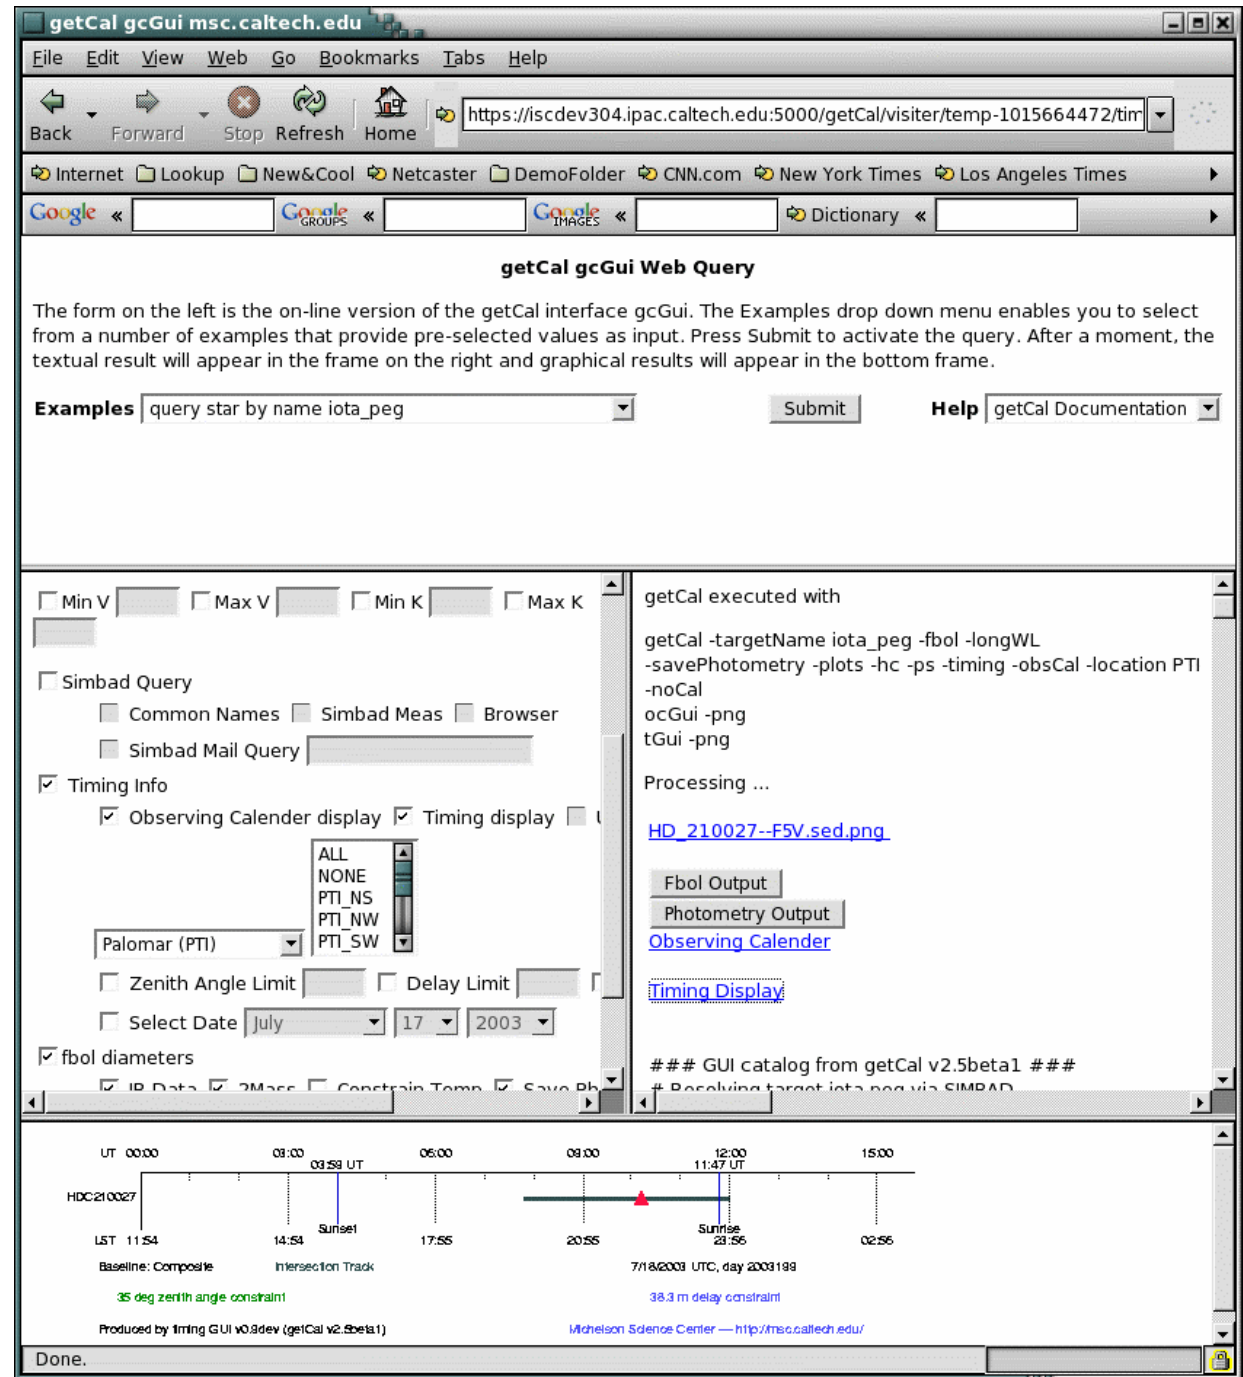 getCal gcGui msc.caltech.edu
File Edit View Web Go Bookmarks Tabs Help
Back Forward Stop Refresh Home https://iscdev304.ipac.caltech.edu:5000/getCal/visiter/temp-1015664472/tim
Internet Lookup New&Cool Netcaster DemoFolder CNN.com New York Times Los Angeles Times
Google « Google GROUPS « Google IMAGES « Dictionary «
getCal gcGui Web Query
The form on the left is the on-line version of the getCal interface gcGui. The Examples drop down menu enables you to select
from a number of examples that provide pre-selected values as input. Press Submit to activate the query. After a moment, the
textual result will appear in the frame on the right and graphical results will appear in the bottom frame.
Examples query star by name iota_peg Submit Help getCal Documentation
Min V Max V Min K Max K
Simbad Query
Common Names Simbad Meas Browser
Simbad Mail Query
Timing Info
Observing Calender display Timing display
ALL
NONE
PTI_NS
PTI_NW
PTI_SW
Palomar (PTI)
Zenith Angle Limit Delay Limit
Select Date July 17 2003
fbol diameters
IR Data 2Mass Constrain Temp Save Ph
getCal executed with
getCal -targetName iota_peg -fbol -longWL
-savePhotometry -plots -hc -ps -timing -obsCal -location PTI
-noCal
ocGui -png
tGui -png
Processing ...
HD_210027--F5V.sed.png
Fbol Output
Photometry Output
Observing Calender
Timing Display
### GUI catalog from getCal v2.5beta1 ###
# Resolving target iota peg via SIMBAD
UT 00:00 03:00 06:00 09:00 12:00 15:00
03:59 UT 11:47 UT
HDC210027
Sunset Sunrise
LST 11:54 14:54 17:55 20:55 23:56 02:56
Baseline: Composite Intersection Track 7/18/2003 UTC, day 2003199
35 deg zenith angle constraint 38.3 m delay constraint
Produced by timing GUI v0.9dev (getCal v2.5beta1) Michelson Science Center — http://msc.caltech.edu/
Done.